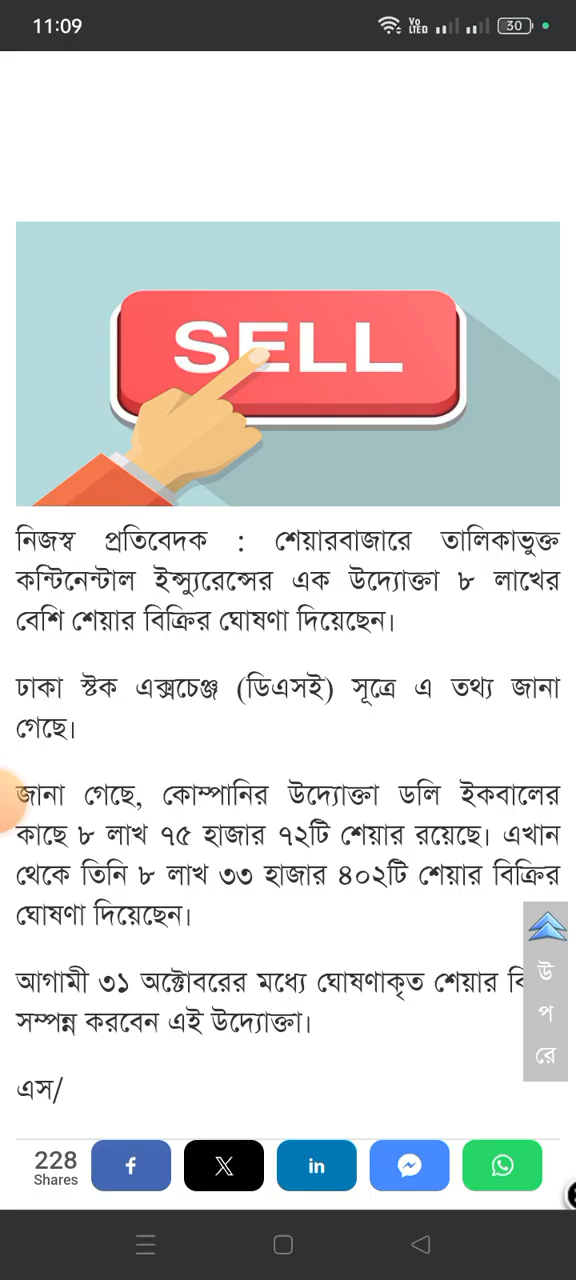 11:09
Vo
LTED
30
SELL
নিজস্ব প্রতিবেদক : শেয়ারবাজারে তালিকাভুক্ত
কন্টিনেন্টাল ইন্স্যুরেন্সের এক উদ্যোক্তা ৮ লাখের
বেশি শেয়ার বিক্রির ঘোষণা দিয়েছেন।
ঢাকা স্টক এক্সচেঞ্জ (ডিএসই) সূত্রে এ তথ্য জানা
গেছে।
জানা গেছে, কোম্পানির উদ্যোক্তা ডলি ইকবালের
কাছে ৮ লাখ ৭৫ হাজার ৭২টি শেয়ার রয়েছে। এখান
থেকে তিনি ৮ লাখ ৩৩ হাজার ৪০২টি শেয়ার বিক্রির
ঘোষণা দিয়েছেন।
আগামী ৩১ অক্টোবরের মধ্যে ঘোষণাকৃত শেয়ার
সম্পন্ন করবেন এই উদ্যোক্তা।
উ
প
রে
এস/
228
Shares